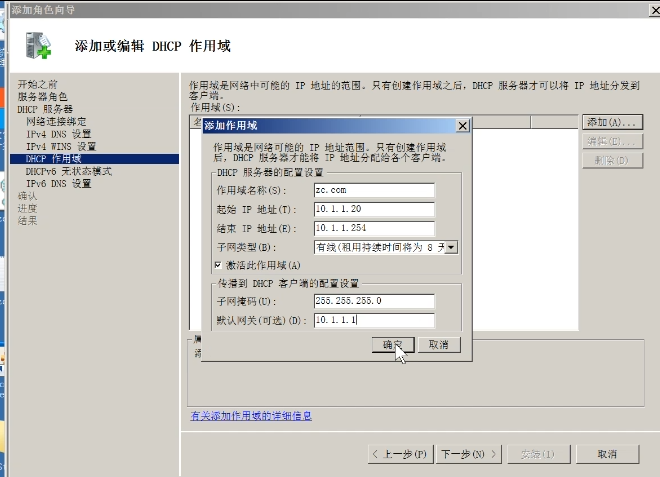 添加角色向导
添加或编辑 DHCP 作用域
开始之前
服务器角色
DHCP 服务器
网络连接绑定
IPv4 DNS 设置
IPv4 WINS 设置
DHCP 作用域
DHCPv6 无状态模式
IPv6 DNS 设置
确认
进度
结果
作用域是网络中可能的 IP 地址的范围。只有创建作用域之后，DHCP 服务器才可以将 IP 地址分发到
客户端。
作用域(S):
添加(A)...
编辑(E)...
删除(D)
添加作用域
作用域是网络可能的 IP 地址范围。只有创建作用域
后，DHCP 服务器才能将 IP 地址分配给各个客户端。
DHCP 服务器的配置设置
作用域名称(S): zc.com
起始 IP 地址(T): 10.1.1.20
结束 IP 地址(E): 10.1.1.254
子网类型(B): 有线(租用持续时间将为 8 天
激活此作用域(A)
传播到 DHCP 客户端的配置设置
子网掩码(U): 255.255.255.0
默认网关(可选)(D): 10.1.1.1
确定
取消
有关添加作用域的详细信息
< 上一步(P)
下一步(N) >
安装(I)
取消